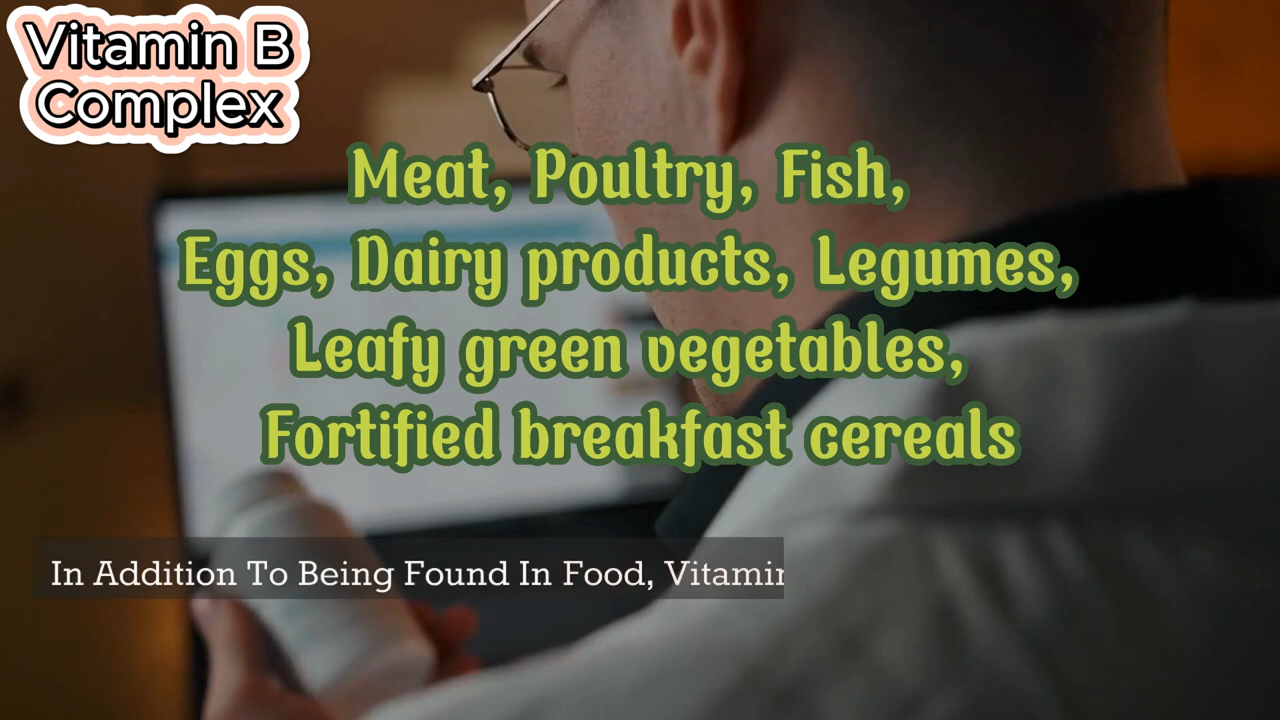 Vitamin B
Complex
Meat, Poultry, Fish,
Eggs, Dairy products, Legumes,
Leafy green vegetables,
Fortified breakfast cereals
In Addition To Being Found In Food, Vitamin